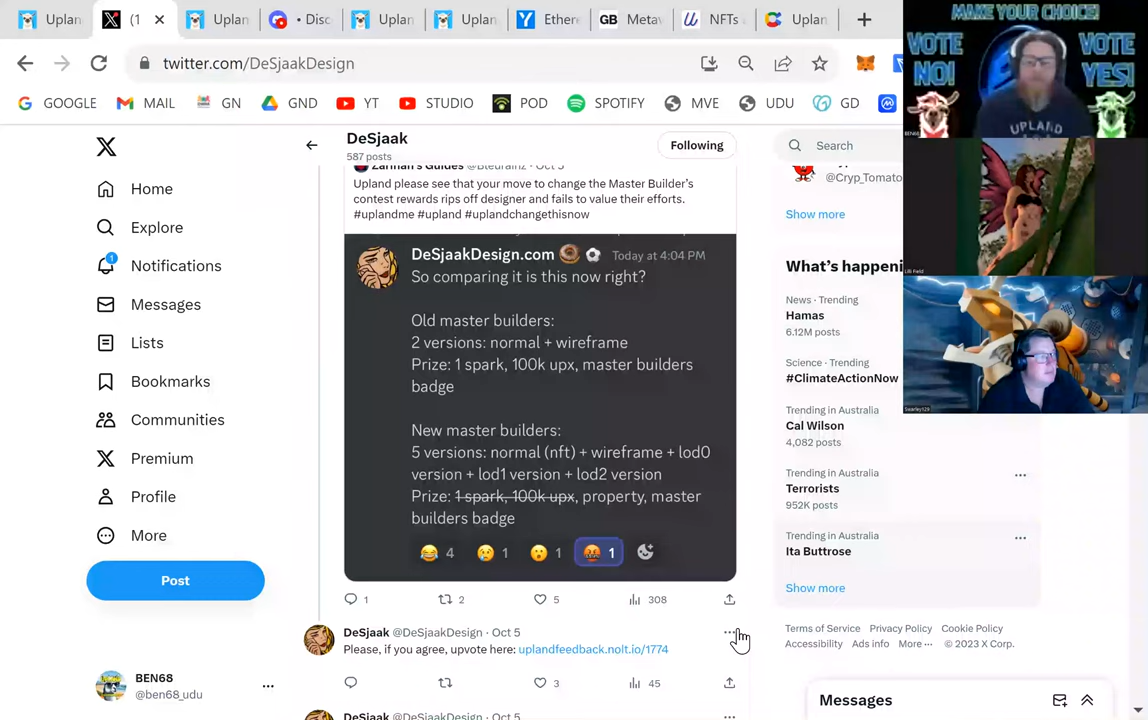 Uplan
(1
Uplan
Disc
Uplan
Uplan
Ethere
GB Metav
NFTs a
Uplan
twitter.com/DeSjaakDesign
GOOGLE MAIL GN GND YT STUDIO POD SPOTIFY MVE UDU GD
MAKE YOUR CHOICE!
VOTE NO!
VOTE YES!
UPLAND
BEN68
Lilli Field
Swarley129
DeSjaak
587 posts
Following
Search
Home
Explore
1
Notifications
Messages
Lists
Bookmarks
Communities
Premium
Profile
More
Post
BEN68
@ben68_udu
Upland please see that your move to change the Master Builder's
contest rewards rips off designer and fails to value their efforts.
#uplandme #upland #uplandchangethisnow
DeSjaakDesign.com Today at 4:04 PM
So comparing it is this now right?
Old master builders:
2 versions: normal + wireframe
Prize: 1 spark, 100k upx, master builders
badge
New master builders:
5 versions: normal (nft) + wireframe + lod0
version + lod1 version + lod2 version
Prize: 1 spark, 100k upx, property, master
builders badge
4 1 1 1
1 2 5 308
DeSjaak @DeSjaakDesign · Oct 5
Please, if you agree, upvote here: uplandfeedback.nolt.io/1774
3 45
DeSjaak @DeSjaakDesign · Oct 5
@Cryp_Tomato
Show more
What's happeni
News · Trending
Hamas
6.12M posts
Science · Trending
#ClimateActionNow
Trending in Australia
Cal Wilson
4,082 posts
Trending in Australia
Terrorists
952K posts
Trending in Australia
Ita Buttrose
Show more
Terms of Service Privacy Policy Cookie Policy
Accessibility Ads info More ··· © 2023 X Corp.
Messages